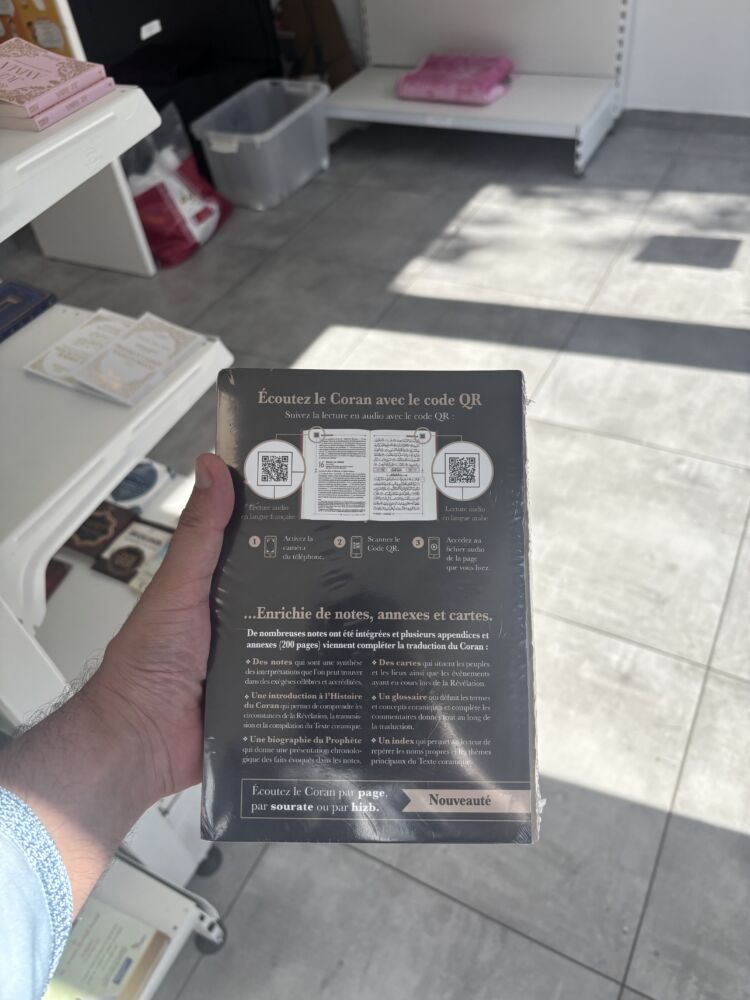 Écoutez le Coran avec le code QR
Suivez la lecture en audio avec le code QR :
Lecture audio
en langue française
Lecture audio
en langue arabe
1 Activez la
caméra
du téléphone.
2 Scannez le
Code QR.
3 Accédez au
fichier audio
de la page
que vous lisez
...Enrichie de notes, annexes et cartes.
De nombreuses notes ont été intégrées et plusieurs appendices et
annexes (200 pages) viennent compléter la traduction du Coran :
❖ Des notes qui sont une synthèse
des interprétations que l'on peut trouver
dans des exégèses célèbres et accréditées.
❖ Une introduction à l'Histoire
du Coran qui permet de comprendre les
circonstances de la Révélation, la transmis-
sion et la compilation du Texte coranique.
❖ Une biographie du Prophète
qui donne une présentation chronolo-
gique des faits évoqués dans les notes.
❖ Des cartes qui situent les peuples
et les lieux ainsi que les évènements
ayant eu cours lors de la Révélation.
❖ Un glossaire qui définit les termes
et concepts coraniques et complète les
commentaires donnés tout au long de
la traduction.
❖ Un index qui permet au lecteur de
repérer les noms propres et les thèmes
principaux du Texte coranique.
Écoutez le Coran par page,
par sourate ou par hizb.
Nouveauté